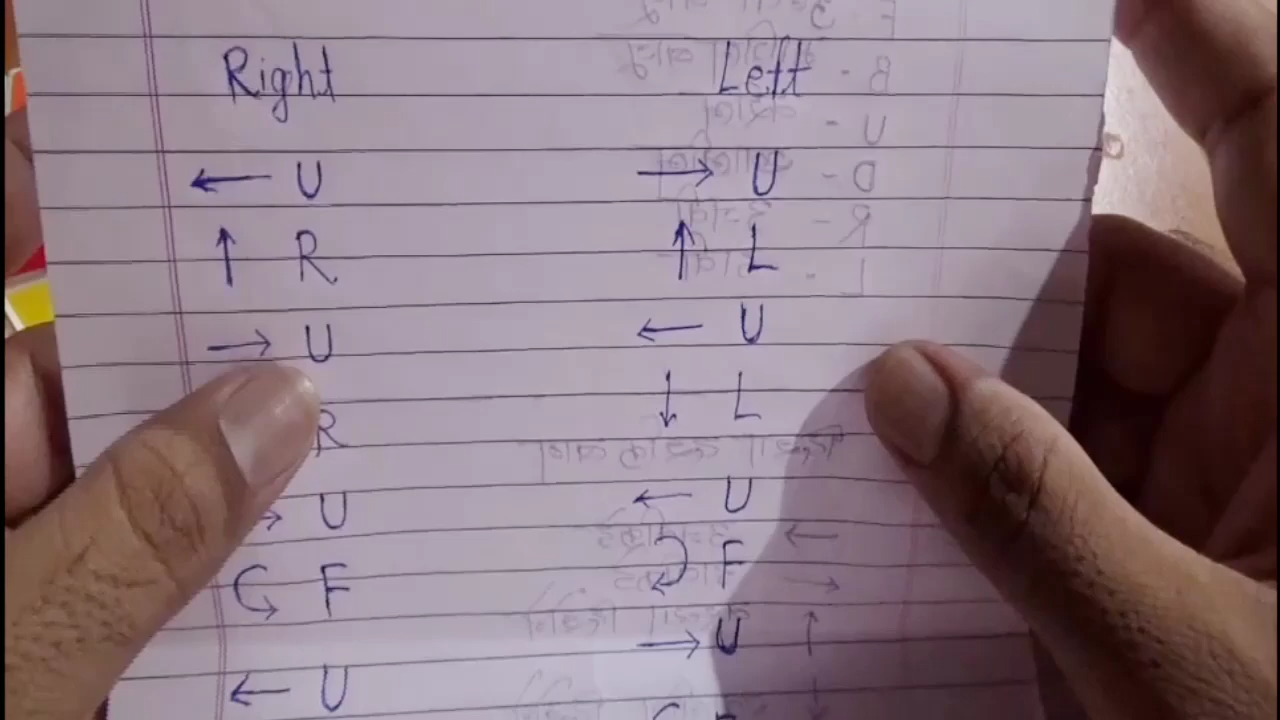 Right Left
← U → U
↑ R ↑ L
→ U ← U
R ↓ L
→ U ← U
F F
← U → U